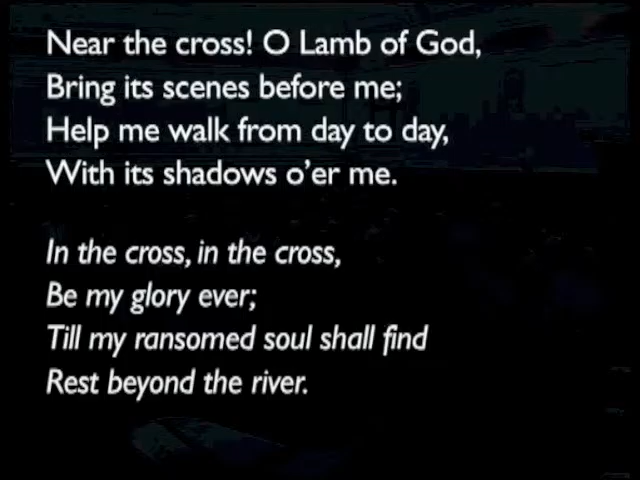 Near the cross! O Lamb of God,
Bring its scenes before me;
Help me walk from day to day,
With its shadows o’er me.
In the cross, in the cross,
Be my glory ever;
Till my ransomed soul shall find
Rest beyond the river.